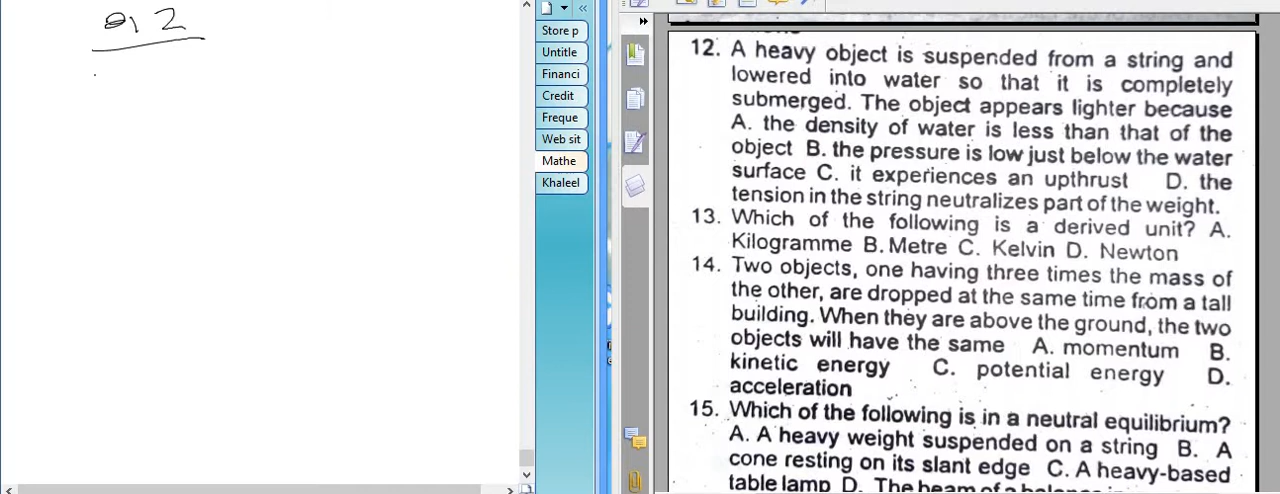 Q, 2
Store p
Untitle
Financi
Credit
Freque
Web sit
Mathe
Khaleel
12. A heavy object is suspended from a string and
lowered into water so that it is completely
submerged. The object appears lighter because
A. the density of water is less than that of the
object B. the pressure is low just below the water
surface C. it experiences an upthrust D. the
tension in the string neutralizes part of the weight.
13. Which of the following is a derived unit? A.
Kilogramme B. Metre C. Kelvin D. Newton
14. Two objects, one having three times the mass of
the other, are dropped at the same time from a tall
building. When they are above the ground, the two
objects will have the same A. momentum B.
kinetic energy C. potential energy D.
acceleration
15. Which of the following is in a neutral equilibrium?
A. A heavy weight suspended on a string B. A
cone resting on its slant edge C. A heavy-based
table lamp D. The beam of a balance in